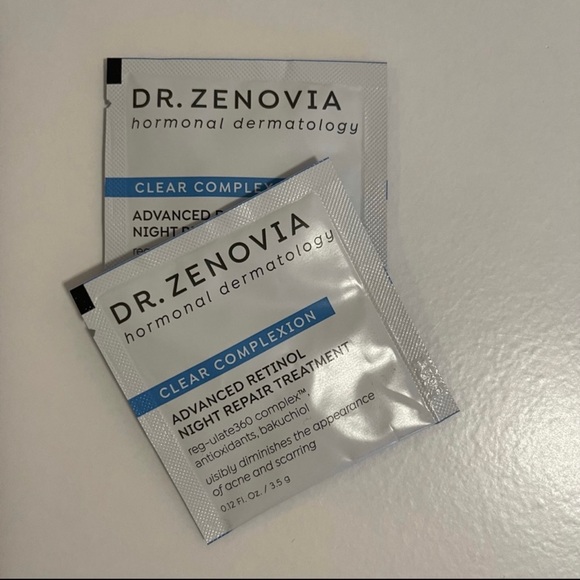 DR. ZENOVIA
hormonal dermatology
CLEAR COMPLEX
ADVANCED
NIGHT
DR. ZENOVIA
hormonal dermatology
CLEAR COMPLEXION
ADVANCED RETINOL
NIGHT REPAIR TREATMENT
reg-ulate360 complex™,
antioxidants, bakuchiol
visibly diminishes the appearance
of acne and scarring
0.12 Fl. Oz. / 3.5 g